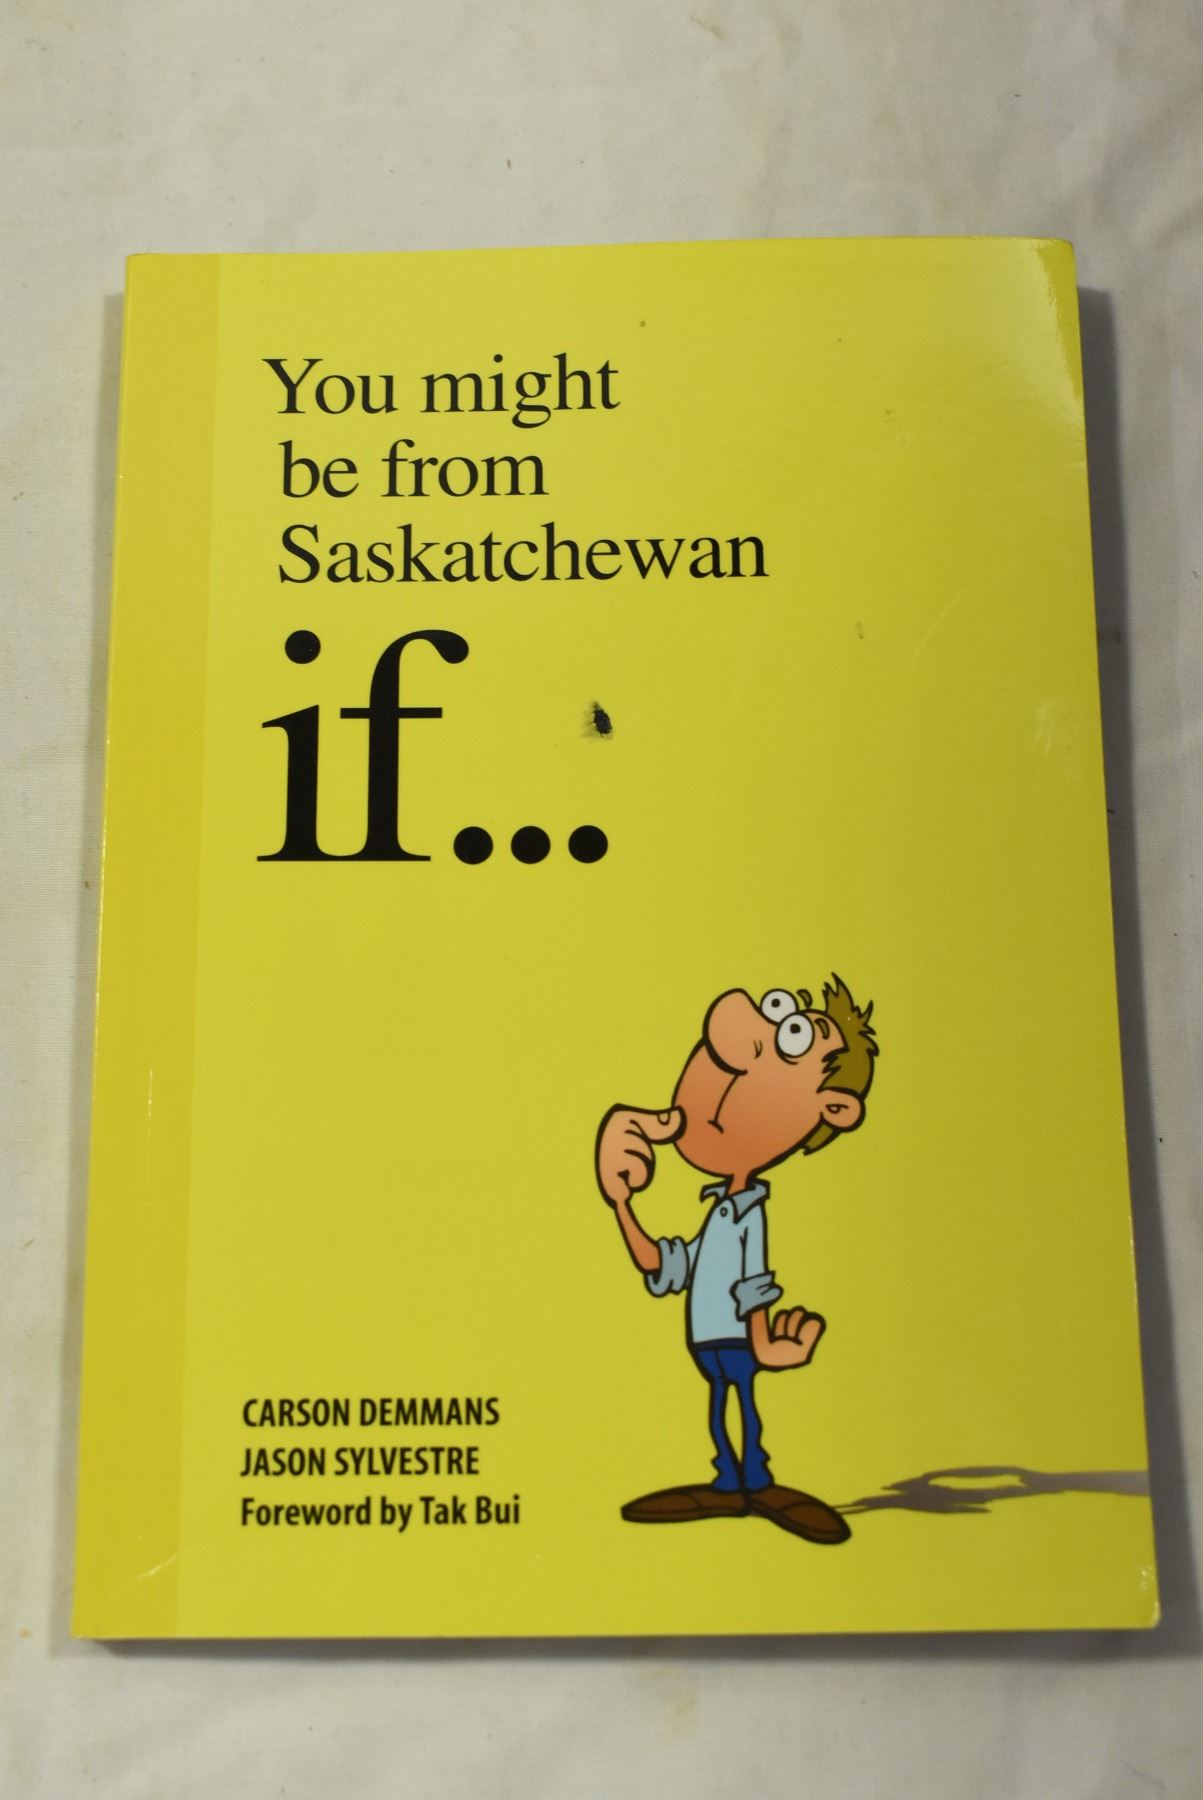 You might
be from
Saskatchewan
if...
CARSON DEMMANS
JASON SYLVESTRE
Foreword by Tak Bui